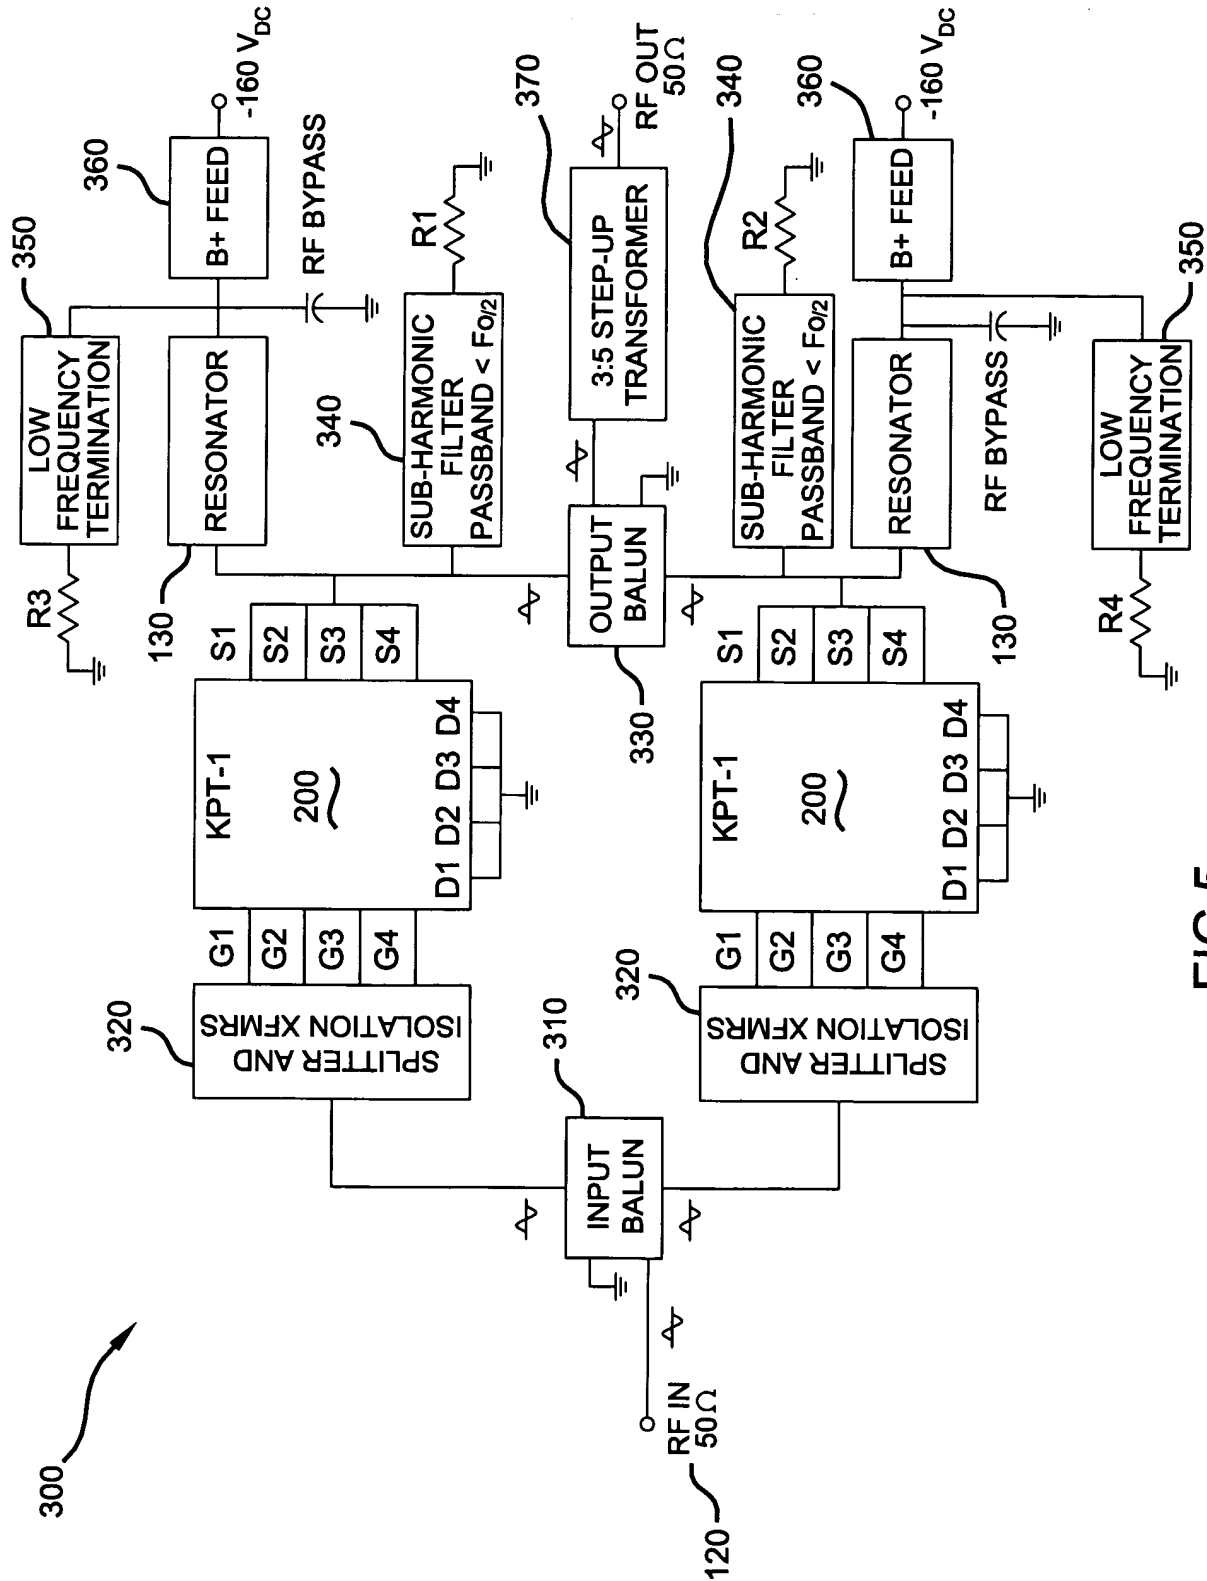 300
120
RF IN
50Ω
310
INPUT
BALUN
320
SPLITTER AND
ISOLATION XFMRS
G1
G2
G3
G4
KPT-1
200
D1 D2 D3 D4
S1
S2
S3
S4
R3
350
LOW
FREQUENCY
TERMINATION
130
RESONATOR
360
B+ FEED
-160 VDC
RF BYPASS
340
SUB-HARMONIC
FILTER
PASSBAND < Fo/2
R1
330
OUTPUT
BALUN
370
3:5 STEP-UP
TRANSFORMER
RF OUT
50Ω
340
SUB-HARMONIC
FILTER
PASSBAND < Fo/2
R2
320
SPLITTER AND
ISOLATION XFMRS
G1
G2
G3
G4
KPT-1
200
D1 D2 D3 D4
S1
S2
S3
S4
130
RESONATOR
360
B+ FEED
-160 VDC
RF BYPASS
350
LOW
FREQUENCY
TERMINATION
R4